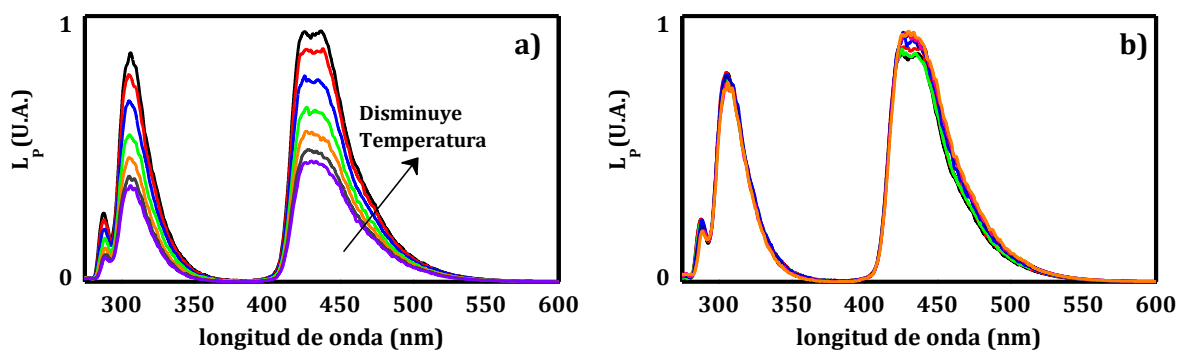 1
a)
Disminuye
Temperatura
L_P (U.A.)
0
300 350 400 450 500 550 600
longitud de onda (nm)
1
b)
L_P (U.A.)
0
300 350 400 450 500 550 600
longitud de onda (nm)